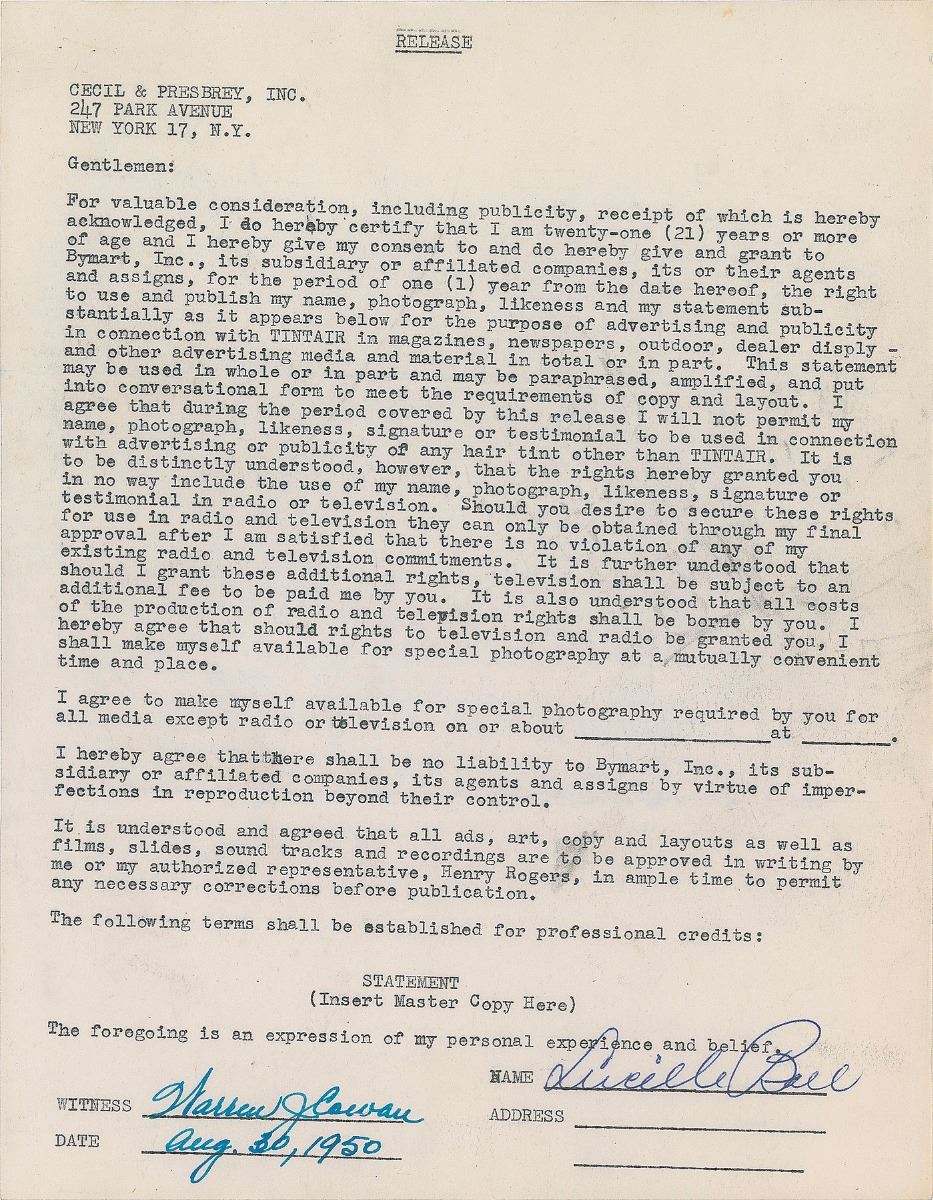 RELEASE
CECIL & PRESBREY, INC.
247 PARK AVENUE
NEW YORK 17, N.Y.
Gentlemen:
For valuable consideration, including publicity, receipt of which is hereby
acknowledged, I do hereby certify that I am twenty-one (21) years or more
of age and I hereby give my consent to and do hereby give and grant to
Bymart, Inc., its subsidiary or affiliated companies, its or their agents
and assigns, for the period of one (1) year from the date hereof, the right
to use and publish my name, photograph, likeness and my statement sub-
stantially as it appears below for the purpose of advertising and publicity
in connection with TINTAIR in magazines, newspapers, outdoor, dealer disply -
and other advertising media and material in total or in part. This statement
may be used in whole or in part and may be paraphrased, amplified, and put
into conversational form to meet the requirements of copy and layout. I
agree that during the period covered by this release I will not permit my
name, photograph, likeness, signature or testimonial to be used in connection
with advertising or publicity of any hair tint other than TINTAIR. It is
to be distinctly understood, however, that the rights hereby granted you
in no way include the use of my name, photograph, likeness, signature or
testimonial in radio or television. Should you desire to secure these rights
for use in radio and television they can only be obtained through my final
approval after I am satisfied that there is no violation of any of my
existing radio and television commitments. It is further understood that
should I grant these additional rights, television shall be subject to an
additional fee to be paid me by you. It is also understood that all costs
of the production of radio and television rights shall be borne by you. I
hereby agree that should rights to television and radio be granted you, I
shall make myself available for special photography at a mutually convenient
time and place.
I agree to make myself available for special photography required by you for
all media except radio or television on or about ____________ at ______.
I hereby agree that there shall be no liability to Bymart, Inc., its sub-
sidiary or affiliated companies, its agents and assigns by virtue of imper-
fections in reproduction beyond their control.
It is understood and agreed that all ads, art, copy and layouts as well as
films, slides, sound tracks and recordings are to be approved in writing by
me or my authorized representative, Henry Rogers, in ample time to permit
any necessary corrections before publication.
The following terms shall be established for professional credits:
STATEMENT
(Insert Master Copy Here)
The foregoing is an expression of my personal experience and belief.
NAME Lucille Ball
WITNESS Warren J Cowan
ADDRESS
DATE Aug. 30, 1950